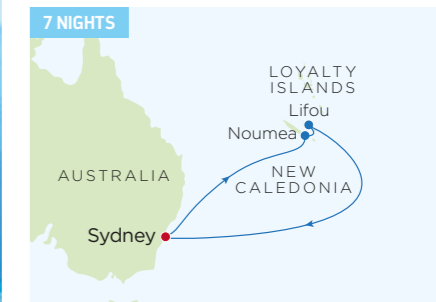 7 NIGHTS
LOYALTY
ISLANDS
Lifou
Noumea
AUSTRALIA
NEW
CALEDONIA
Sydney